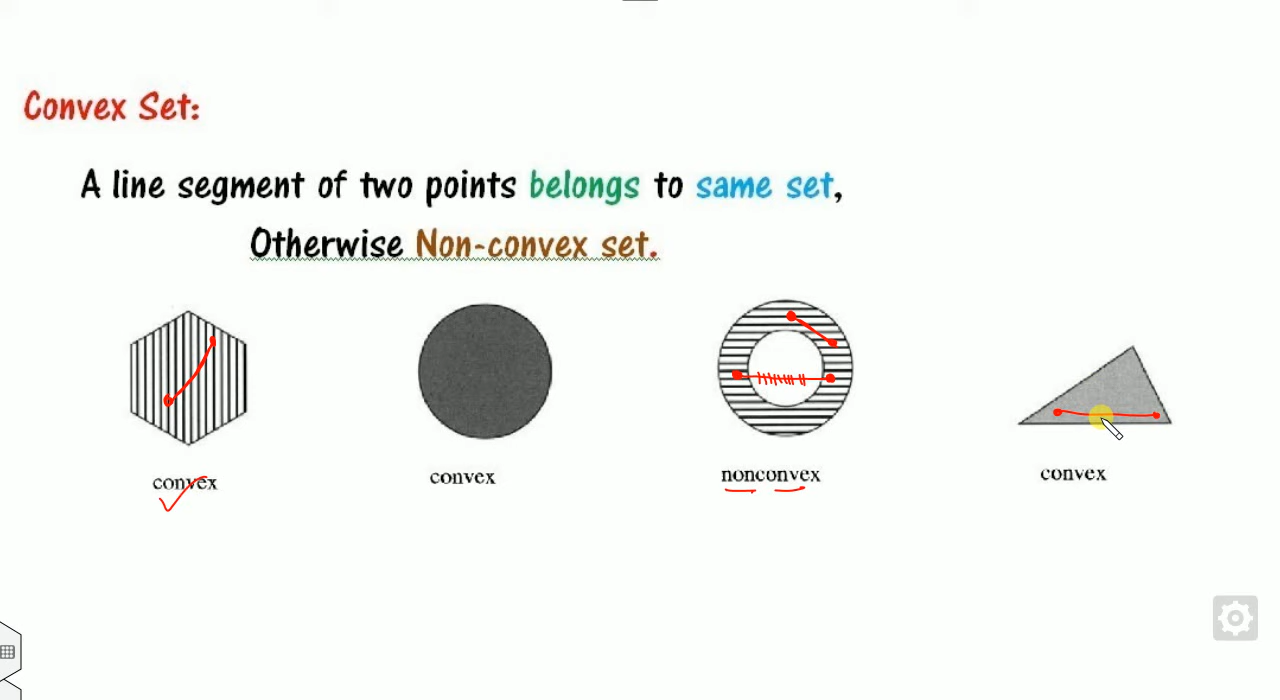 Convex Set:
A line segment of two points belongs to same set,
Otherwise Non-convex set.
convex
convex
nonconvex
convex